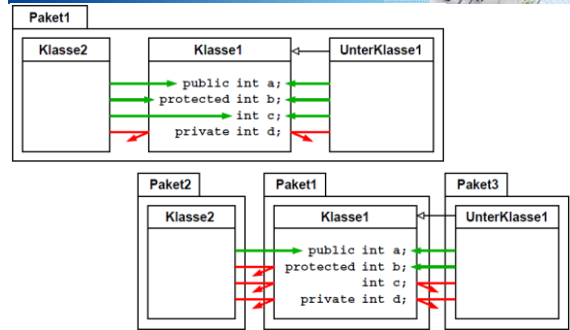 Paket1
Klasse2 Klasse1 UnterKlasse1
public int a;
protected int b;
int c;
private int d;
Paket2 Paket1 Paket3
Klasse2 Klasse1 UnterKlasse1
public int a;
protected int b;
int c;
private int d;